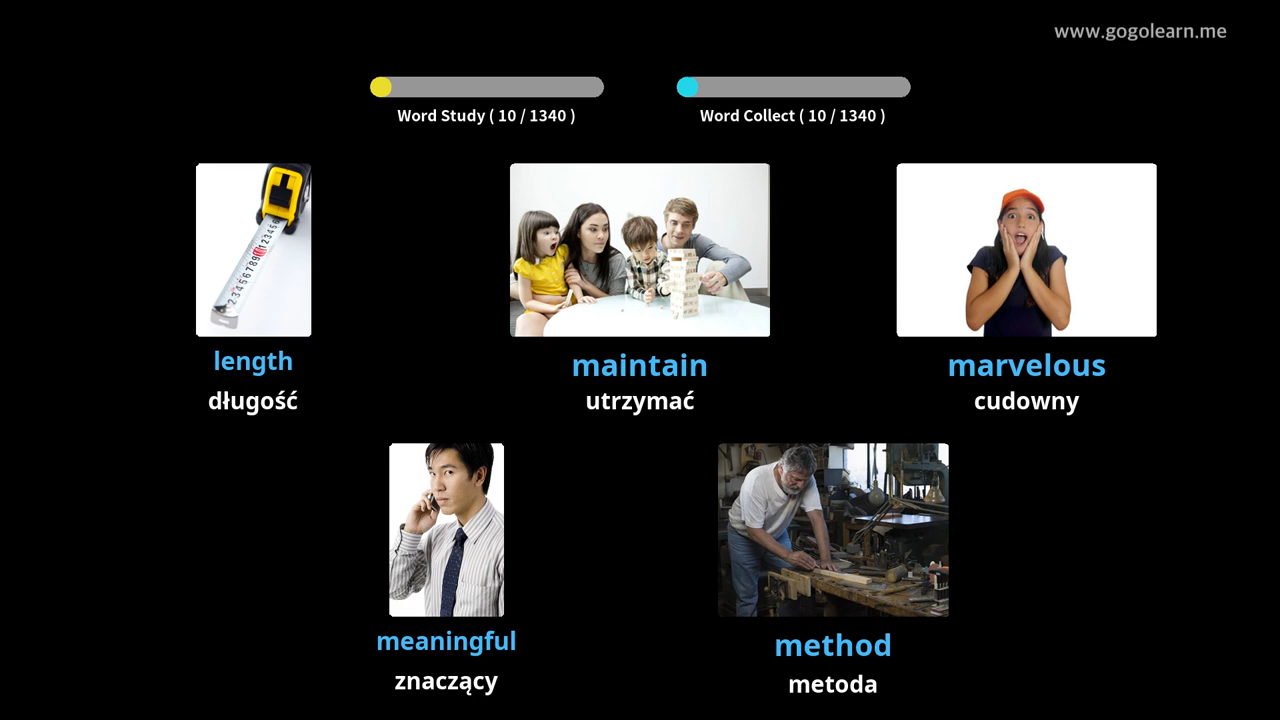 www.gogolearn.me
Word Study ( 10 / 1340 )
Word Collect ( 10 / 1340 )
length
długość
maintain
utrzymać
marvelous
cudowny
meaningful
znaczący
method
metoda